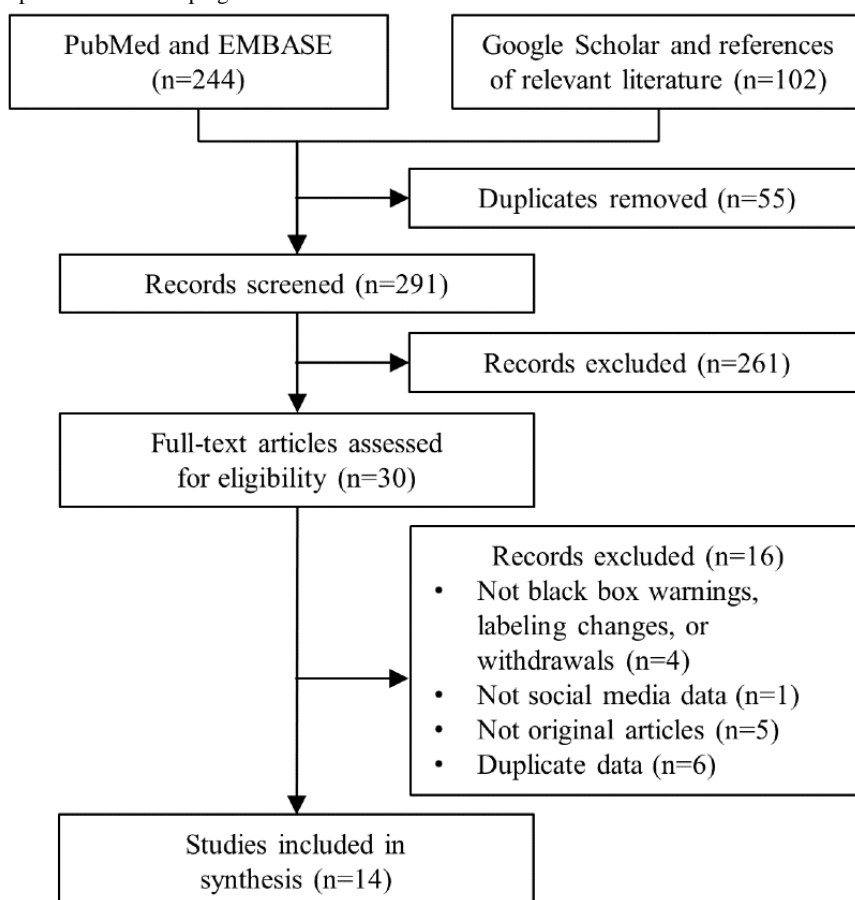 PubMed and EMBASE
(n=244)
Google Scholar and references
of relevant literature (n=102)
Duplicates removed (n=55)
Records screened (n=291)
Records excluded (n=261)
Full-text articles assessed
for eligibility (n=30)
Records excluded (n=16)
• Not black box warnings,
labeling changes, or
withdrawals (n=4)
• Not social media data (n=1)
• Not original articles (n=5)
• Duplicate data (n=6)
Studies included in
synthesis (n=14)